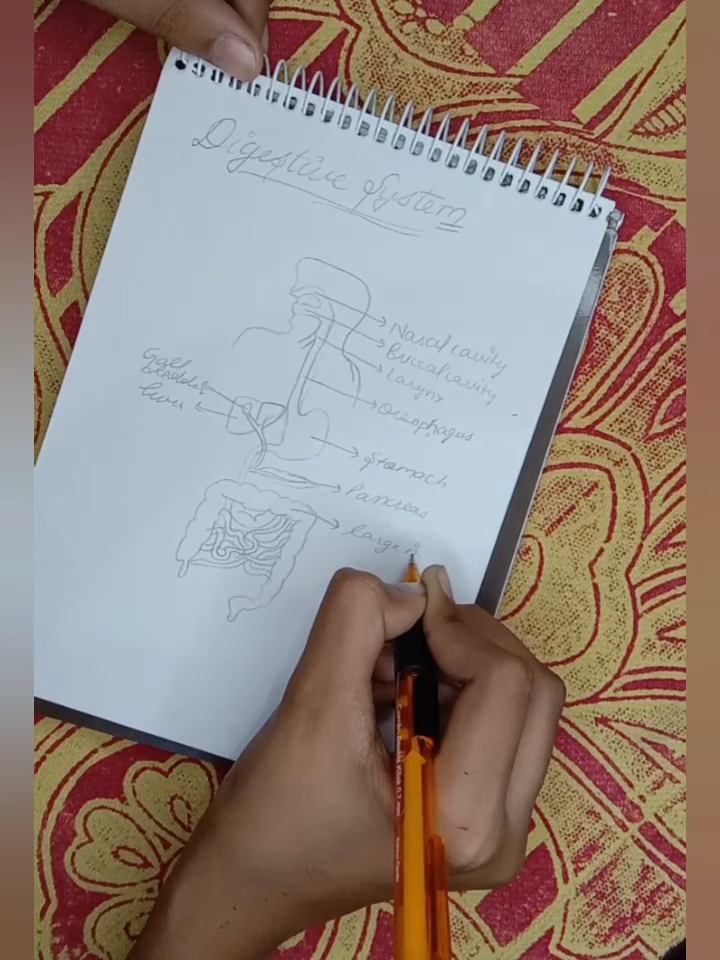 Digestive System
Nasal cavity
Buccal cavity
Larynx
Oesophagus
Gall
bladder
liver
Stomach
Pancreas
large